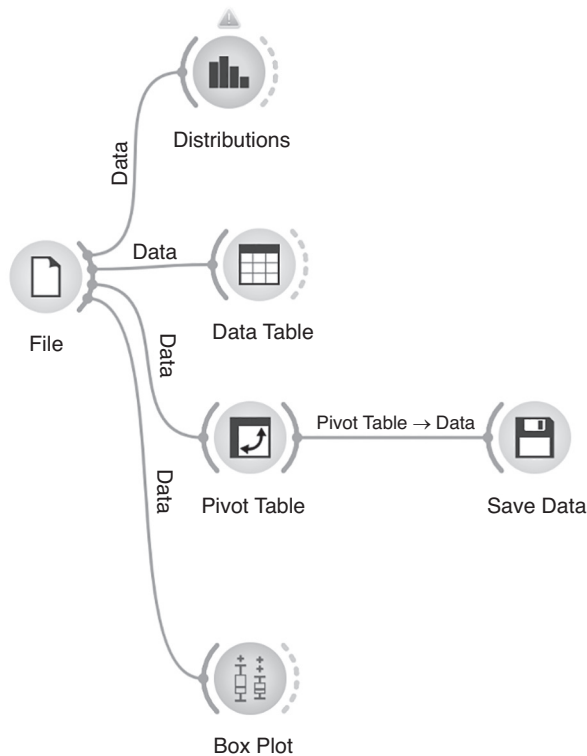 Distributions
Data
Data
File
Data Table
Data
Pivot Table → Data
Data
Pivot Table
Save Data
Box Plot